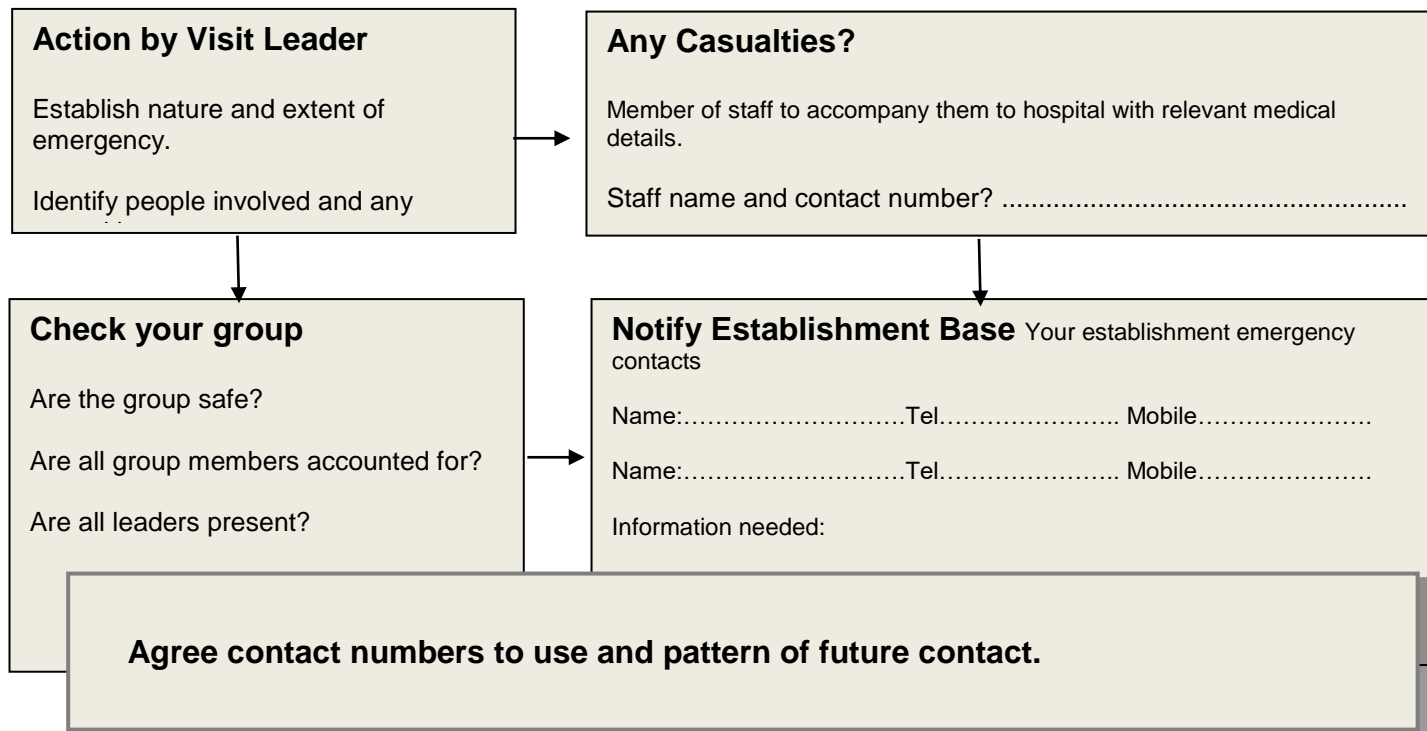 Action by Visit Leader
Establish nature and extent of
emergency.
Identify people involved and any
Any Casualties?
Member of staff to accompany them to hospital with relevant medical
details.
Staff name and contact number? ........................................................
Check your group
Are the group safe?
Are all group members accounted for?
Are all leaders present?
Notify Establishment Base Your establishment emergency
contacts
Name:……………………….Tel………………….. Mobile………………….
Name:……………………….Tel………………….. Mobile………………….
Information needed:
Agree contact numbers to use and pattern of future contact.